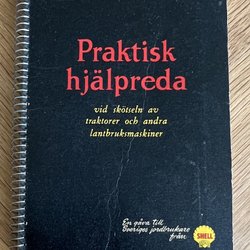 Praktisk
hjälpreda
vid skötseln av
traktorer och andra
lantbruksmaskiner
En gåva till
Sveriges jordbrukare
från
SHELL